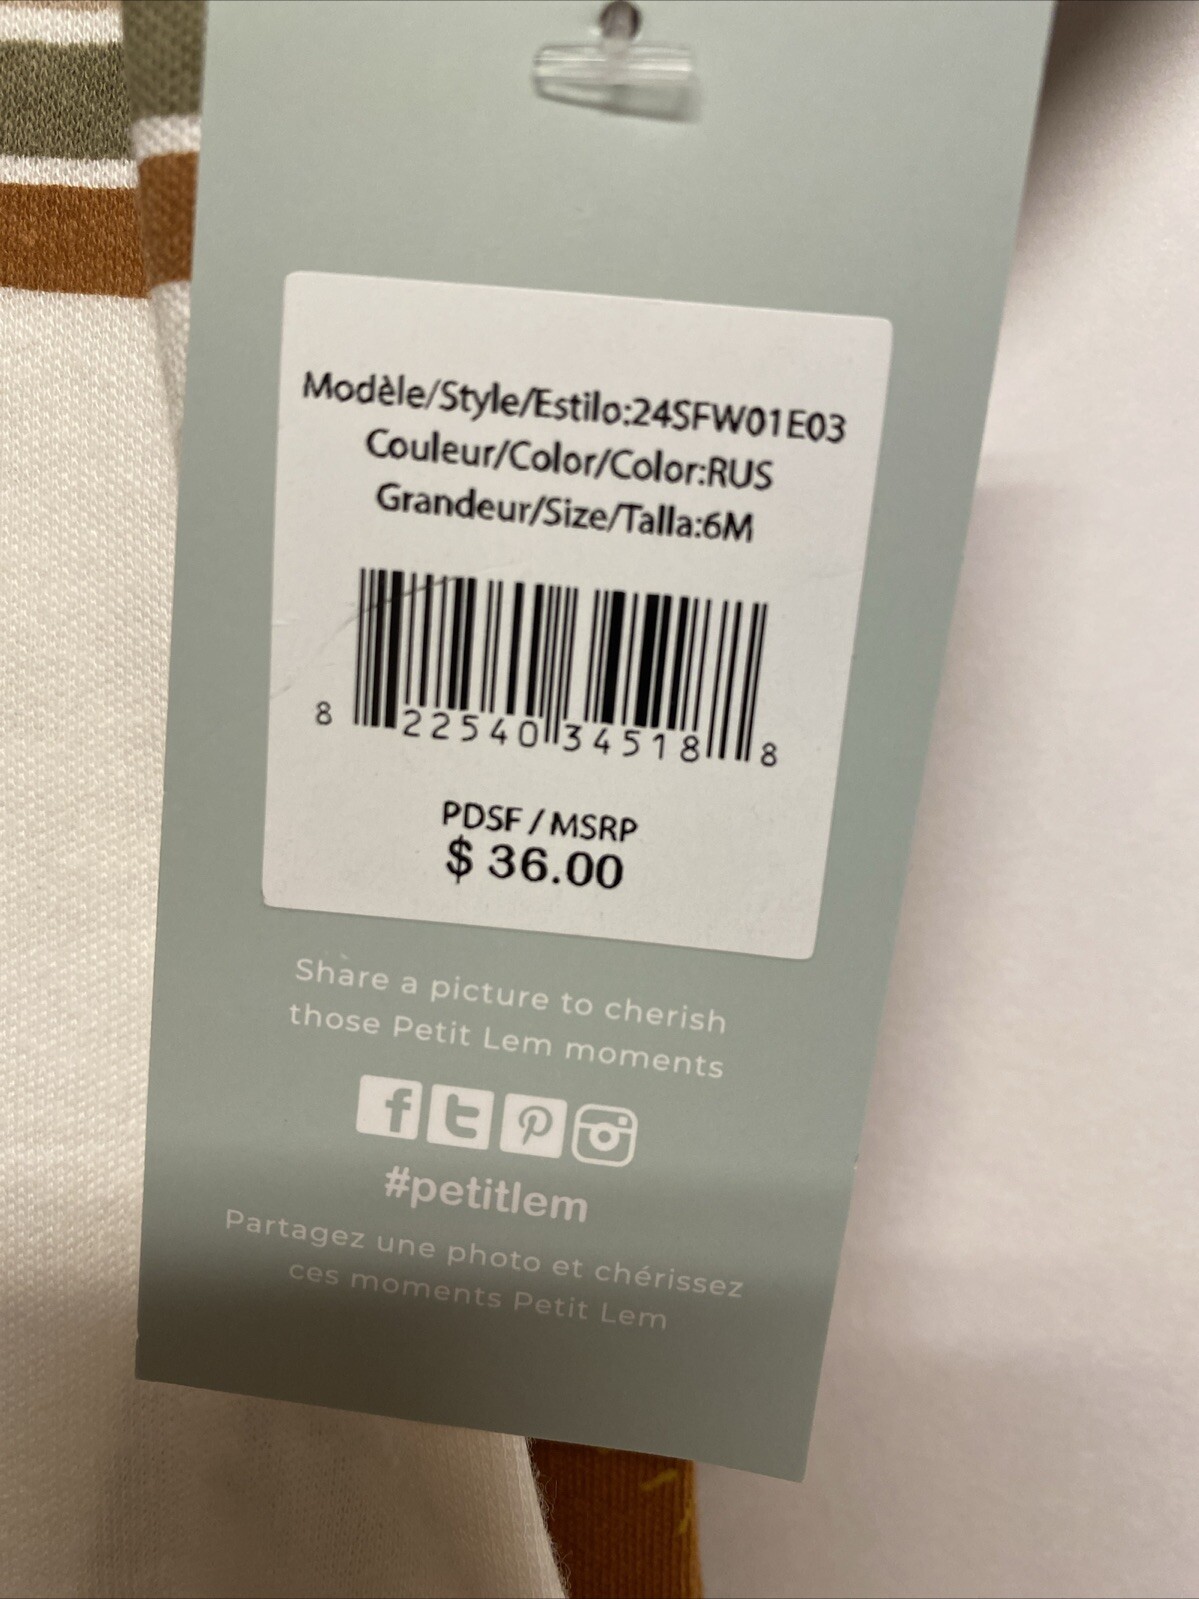 Modèle/Style/Estilo:24SFW01E03
Couleur/Color/Color:RUS
Grandeur/Size/Talla:6M
8 22540 34518 8
PDSF / MSRP
$ 36.00
Share a picture to cherish
those Petit Lem moments
#petitlem
Partagez une photo et chérissez
ces moments Petit Lem